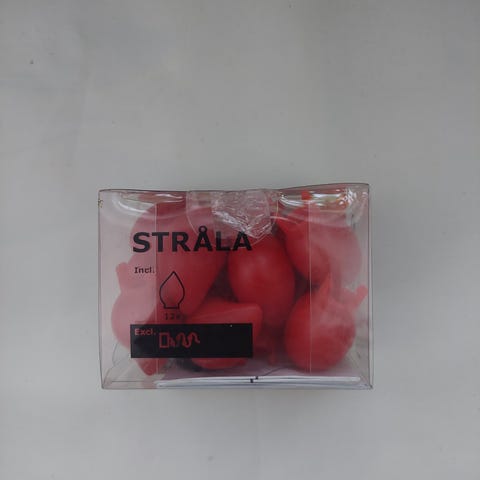 STRÅLA
Incl.
12x
Excl.